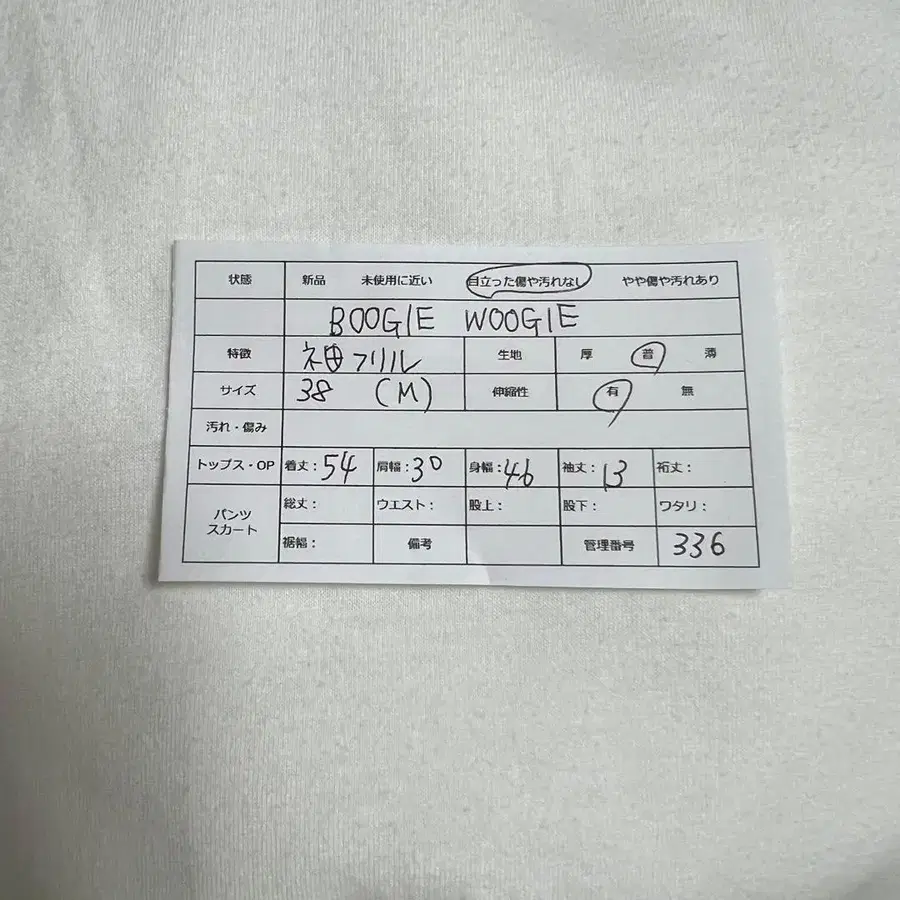 状態 新品 未使用に近い 目立った傷や汚れなし やや傷や汚れあり
BOOGIE WOOGIE
特徴 袖フリル 生地 厚 普 薄
サイズ 38 (M) 伸縮性 有 無
汚れ・傷み
トップス・OP 着丈:54 肩幅:30 身幅:46 袖丈:13 裄丈:
パンツ スカート 総丈: ウエスト: 股上: 股下: ワタリ:
裾幅: 備考 管理番号 336